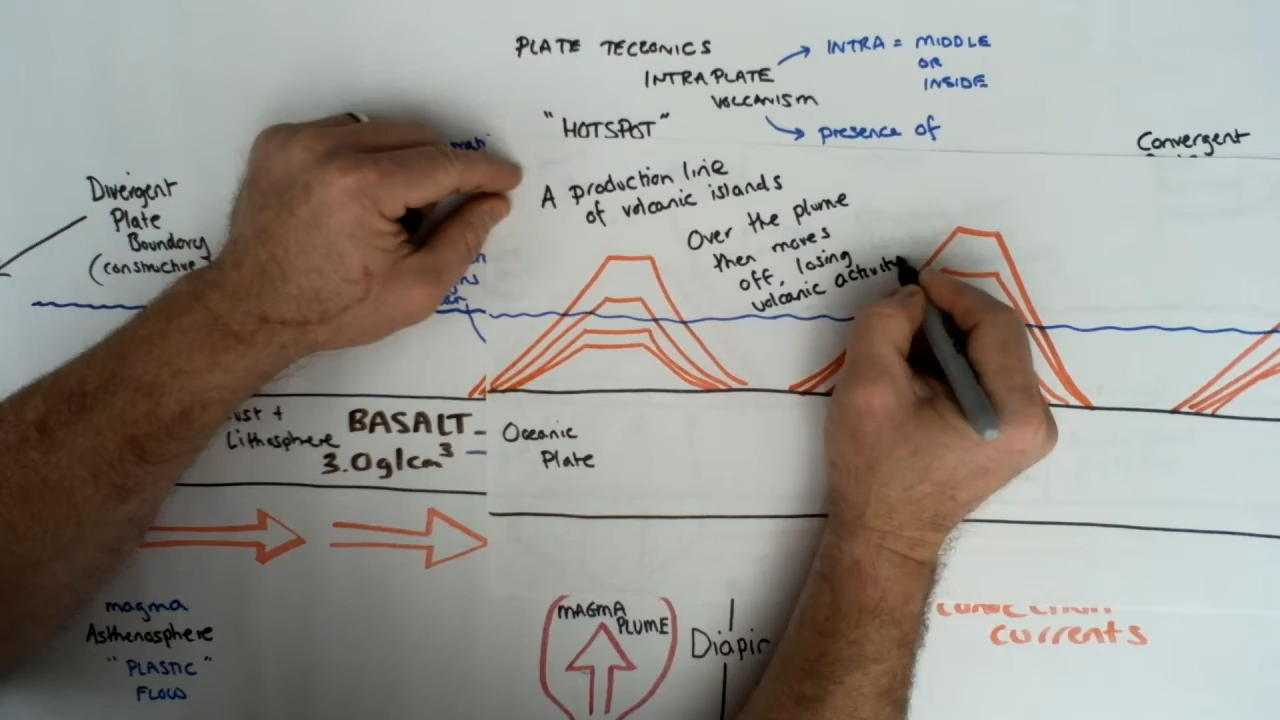 PLATE TECTONICS
INTRAPLATE
VOLCANISM
INTRA = MIDDLE
OR
INSIDE
"HOTSPOT"
presence of
Convergent
Divergent
Plate
Boundary
(constructive
A production line
of volcanic islands
Over the plume
then moves
off, losing
volcanic activity
Lithosphere
BASALT
3.0g/cm³
Oceanic
Plate
magma
Asthenosphere
"PLASTIC"
FLOW
MAGMA
PLUME
Diapir
currents